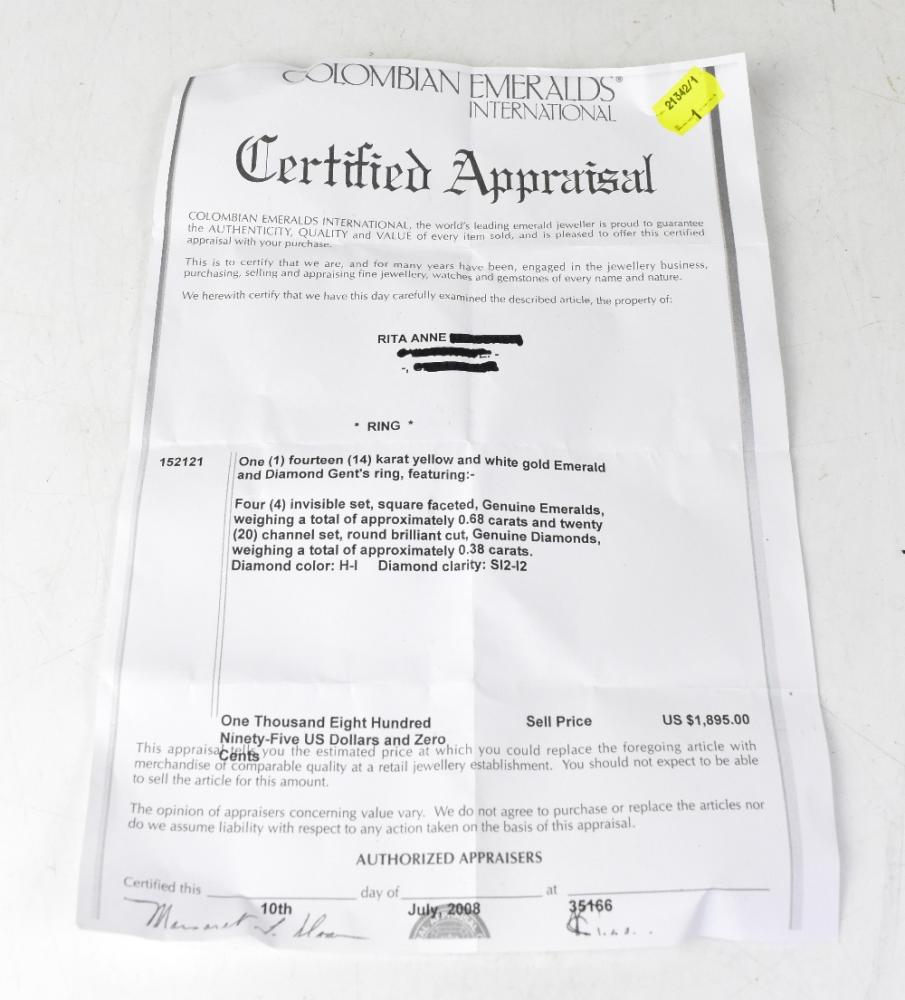 COLOMBIAN EMERALDS®
INTERNATIONAL
21342/1
1
Certified Appraisal
COLOMBIAN EMERALDS INTERNATIONAL, the world's leading emerald jeweller is proud to guarantee
the AUTHENTICITY, QUALITY and VALUE of every item sold, and is pleased to offer this certified
appraisal with your purchase.
This is to certify that we are, and for many years have been, engaged in the jewellery business,
purchasing, selling and appraising fine jewellery, watches and gemstones of every name and nature.
We herewith certify that we have this day carefully examined the described article, the property of:
RITA ANNE
* RING *
152121 One (1) fourteen (14) karat yellow and white gold Emerald
and Diamond Gent's ring, featuring:-
Four (4) invisible set, square faceted, Genuine Emeralds,
weighing a total of approximately 0.68 carats and twenty
(20) channel set, round brilliant cut, Genuine Diamonds,
weighing a total of approximately 0.38 carats.
Diamond color: H-I Diamond clarity: SI2-I2
One Thousand Eight Hundred Sell Price US $1,895.00
Ninety-Five US Dollars and Zero
Cents
This appraisal tells you the estimated price at which you could replace the foregoing article with
merchandise of comparable quality at a retail jewellery establishment. You should not expect to be able
to sell the article for this amount.
The opinion of appraisers concerning value vary. We do not agree to purchase or replace the articles nor
do we assume liability with respect to any action taken on the basis of this appraisal.
AUTHORIZED APPRAISERS
Certified this day of at
10th July, 2008 35166